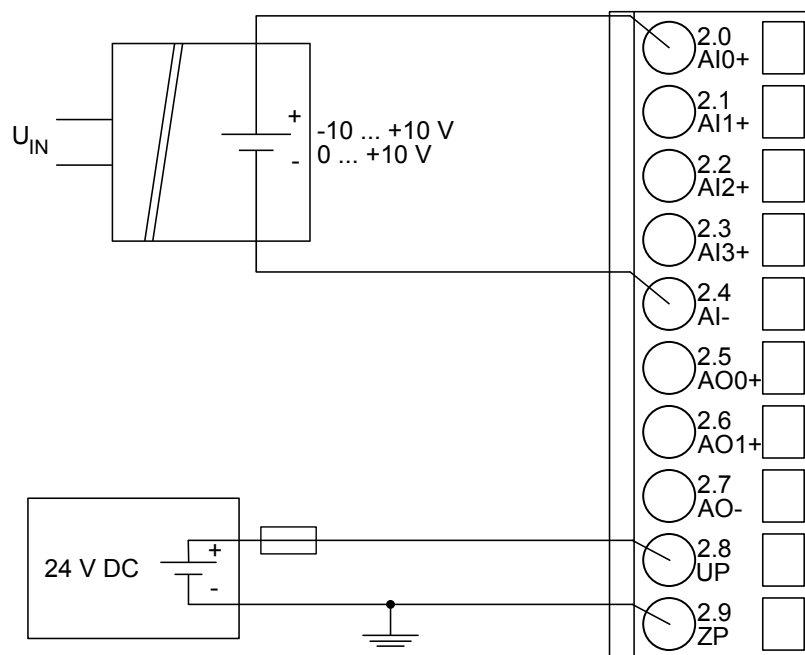 2.0
AI0+
2.1
AI1+
2.2
AI2+
2.3
AI3+
2.4
AI-
2.5
AO0+
2.6
AO1+
2.7
AO-
2.8
UP
2.9
ZP
UIN
+
-10 ... +10 V
- 0 ... +10 V
24 V DC
+
-